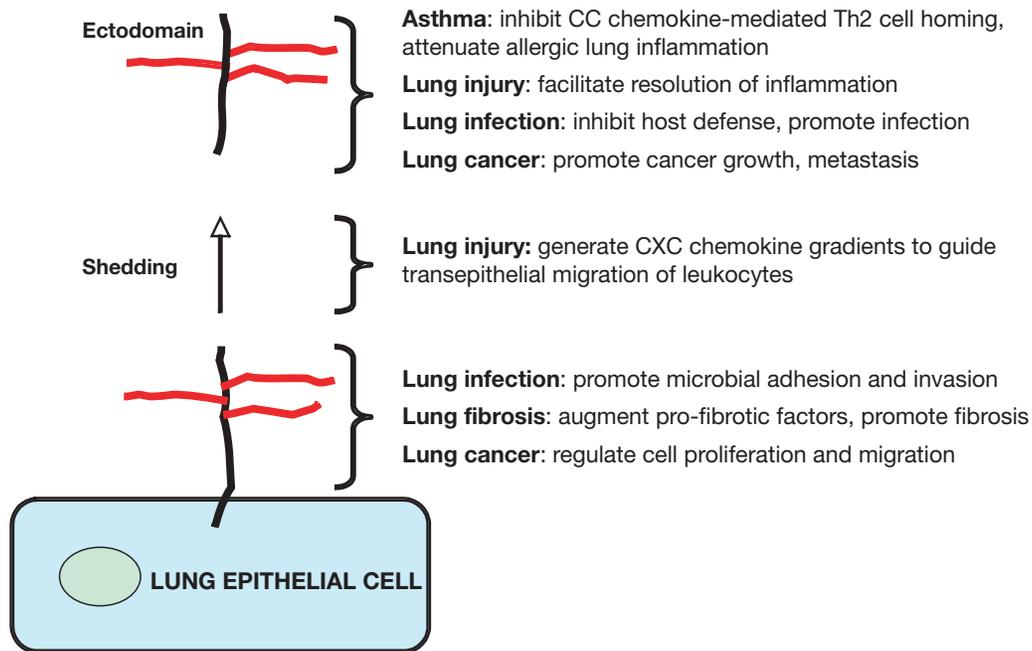 Ectodomain
Asthma: inhibit CC chemokine-mediated Th2 cell homing,
attenuate allergic lung inflammation
Lung injury: facilitate resolution of inflammation
Lung infection: inhibit host defense, promote infection
Lung cancer: promote cancer growth, metastasis
Shedding
Lung injury: generate CXC chemokine gradients to guide
transepithelial migration of leukocytes
Lung infection: promote microbial adhesion and invasion
Lung fibrosis: augment pro-fibrotic factors, promote fibrosis
Lung cancer: regulate cell proliferation and migration
LUNG EPITHELIAL CELL